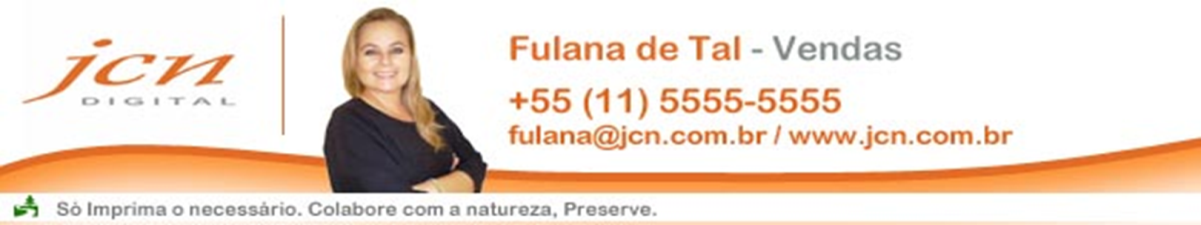 jcn
DIGITAL
Fulana de Tal - Vendas
+55 (11) 5555-5555
fulana@jcn.com.br / www.jcn.com.br
Só Imprima o necessário. Colabore com a natureza, Preserve.